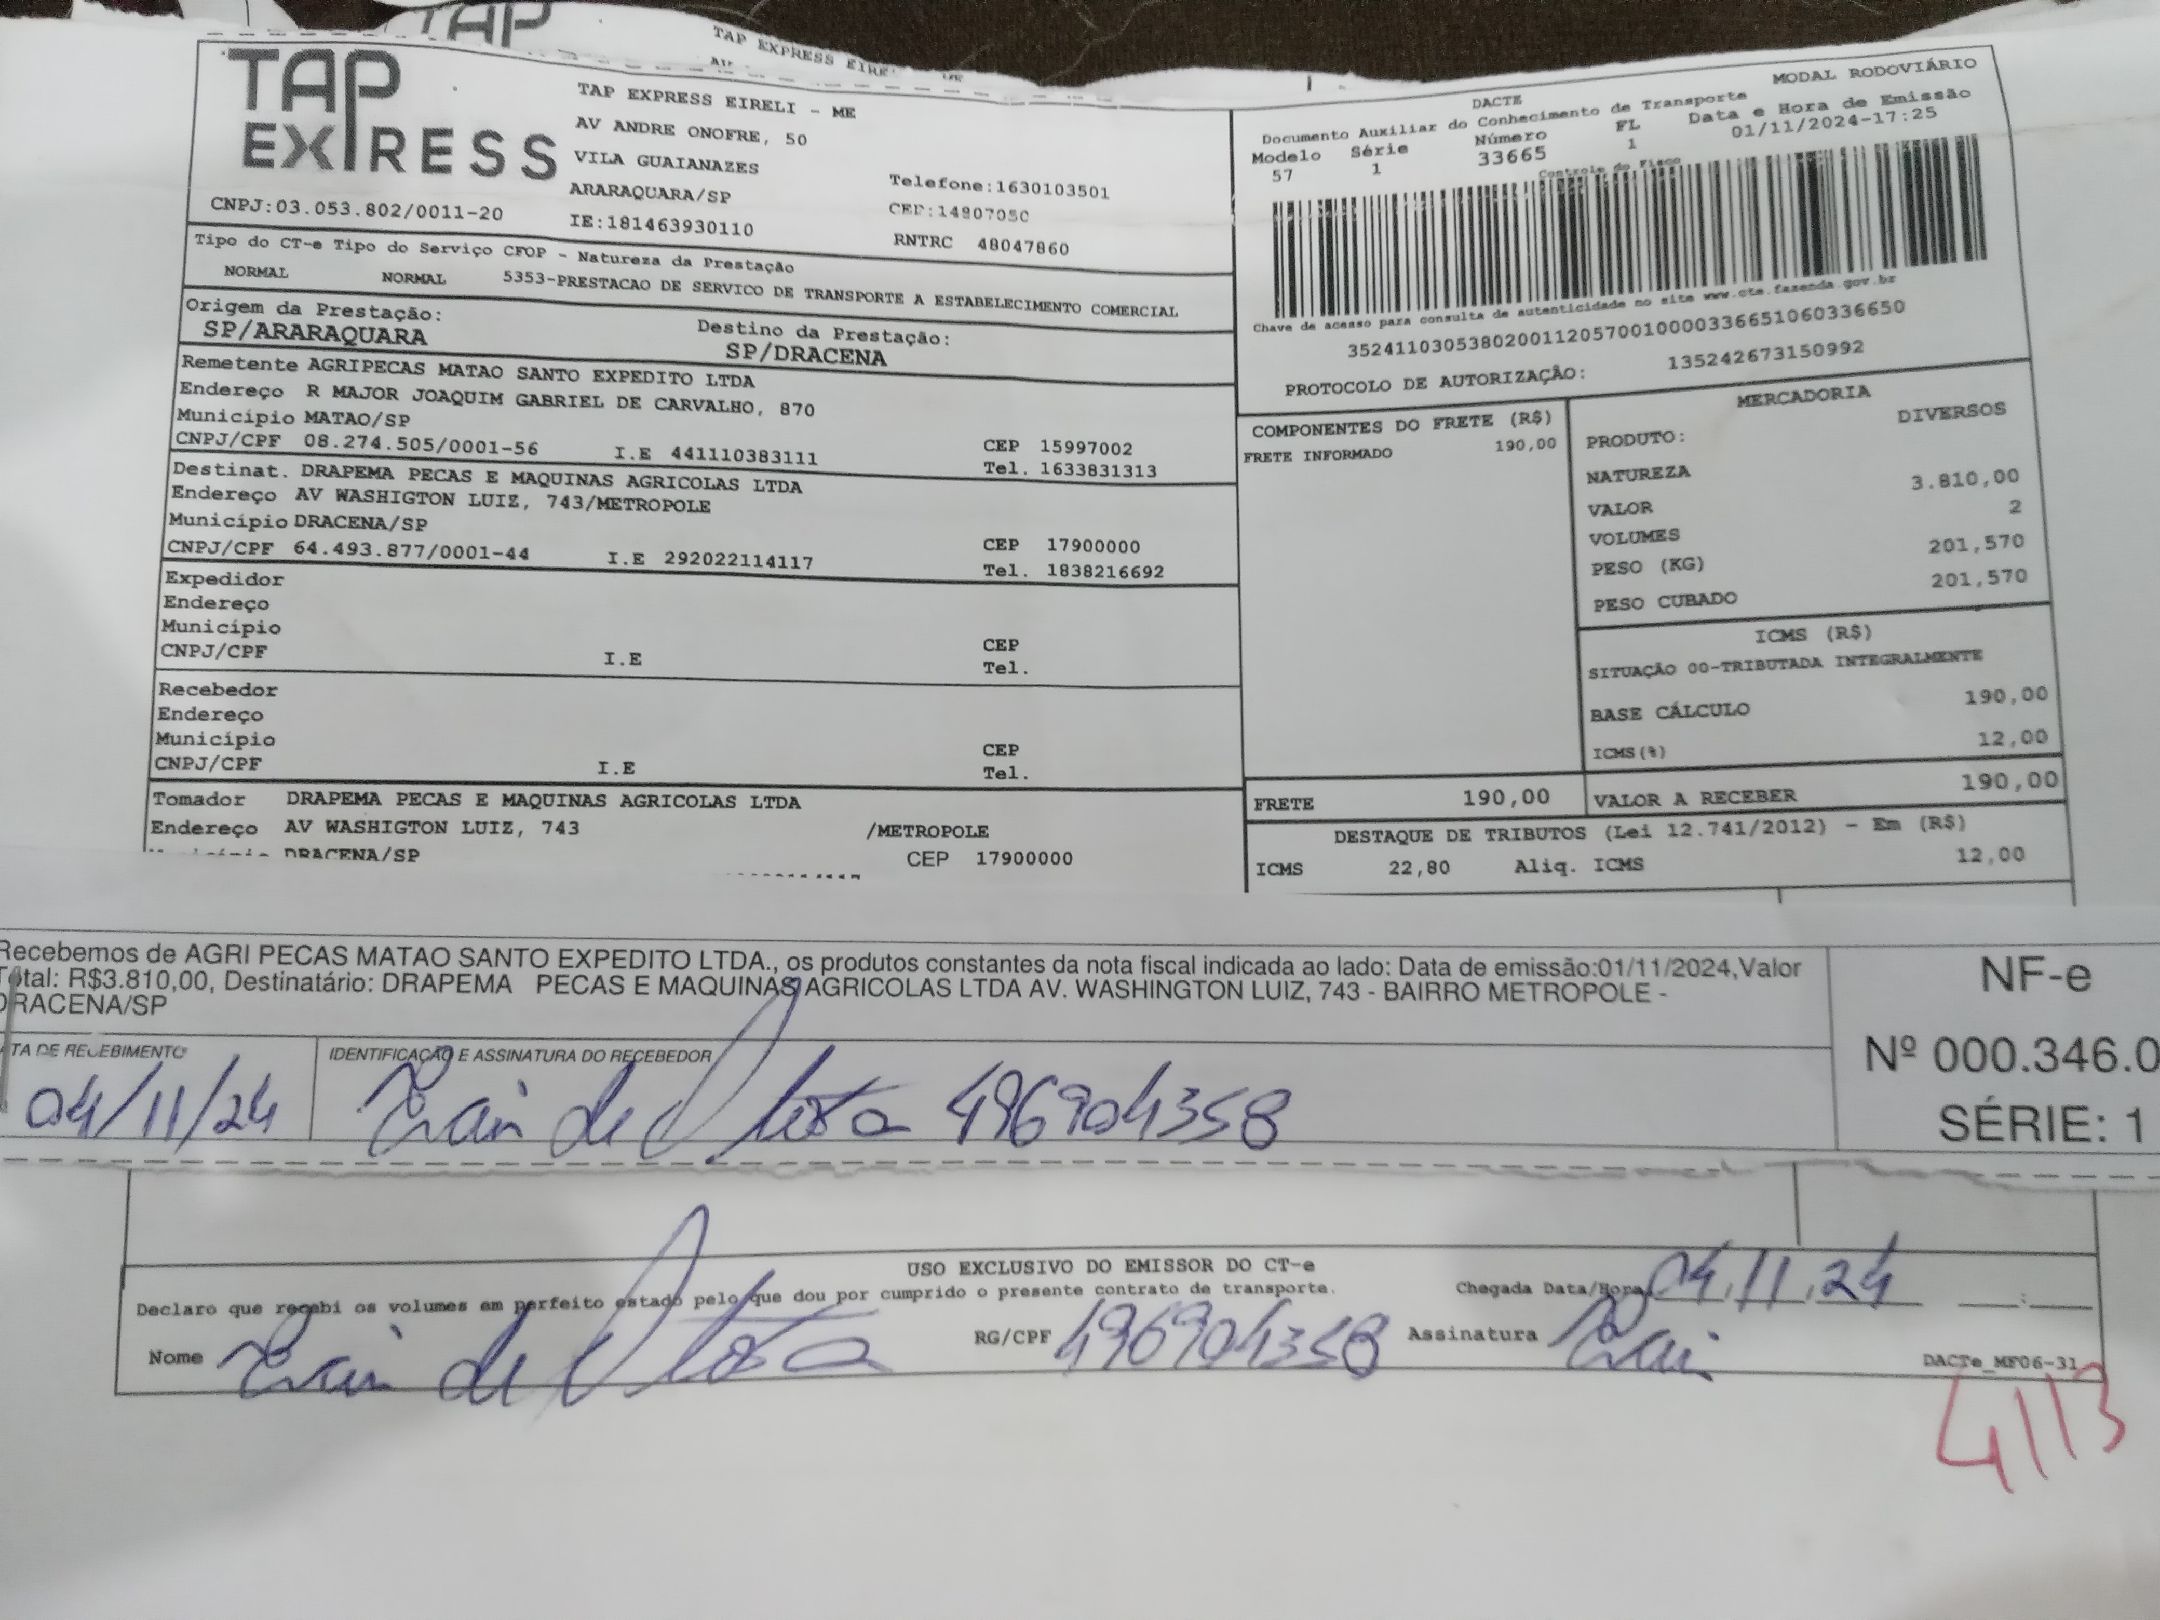 TAP
TAP EXPRESS EIRE
TAP EXPRESS
TAP EXPRESS EIRELI - ME
AV ANDRE ONOFRE, 50
VILA GUAIANAZES
ARARAQUARA/SP
IE:181463930110
Telefone:1630103501
CEP:14807050
RNTRC 48047860
CNPJ:03.053.802/0011-20
Tipo do CT-e Tipo do Serviço CFOP - Natureza da Prestação
NORMAL NORMAL 5353-PRESTACAO DE SERVICO DE TRANSPORTE A ESTABELECIMENTO COMERCIAL
Origem da Prestação: Destino da Prestação:
SP/ARARAQUARA SP/DRACENA
Remetente AGRIPECAS MATAO SANTO EXPEDITO LTDA
Endereço R MAJOR JOAQUIM GABRIEL DE CARVALHO, 870
Município MATAO/SP CEP 15997002
CNPJ/CPF 08.274.505/0001-56 I.E 441110383111 Tel. 1633831313
Destinat. DRAPEMA PECAS E MAQUINAS AGRICOLAS LTDA
Endereço AV WASHIGTON LUIZ, 743/METROPOLE
Município DRACENA/SP CEP 17900000
CNPJ/CPF 64.493.877/0001-44 I.E 292022114117 Tel. 1838216692
Expedidor
Endereço
Município CEP
CNPJ/CPF I.E Tel.
Recebedor
Endereço
Município CEP
CNPJ/CPF I.E Tel.
Tomador DRAPEMA PECAS E MAQUINAS AGRICOLAS LTDA
Endereço AV WASHIGTON LUIZ, 743 /METROPOLE
DRACENA/SP CEP 17900000
DACTE MODAL RODOVIÁRIO
Documento Auxiliar do Conhecimento de Transporte
Modelo Série Número FL Data e Hora de Emissão
57 1 33665 1 01/11/2024-17:25
Controle do Fisco
Chave de acesso para consulta de autenticidade no site www.cte.fazenda.gov.br
35241103053802001120570010000336651060336650
PROTOCOLO DE AUTORIZAÇÃO: 135242673150992
COMPONENTES DO FRETE (R$)
FRETE INFORMADO 190,00
MERCADORIA
PRODUTO: DIVERSOS
NATUREZA
VALOR 3.810,00
VOLUMES 2
PESO (KG) 201,570
PESO CUBADO 201,570
ICMS (R$)
SITUAÇÃO 00-TRIBUTADA INTEGRALMENTE
BASE CÁLCULO 190,00
ICMS(%) 12,00
FRETE 190,00 VALOR A RECEBER 190,00
DESTAQUE DE TRIBUTOS (Lei 12.741/2012) - Em (R$)
ICMS 22,80 Aliq. ICMS 12,00
Recebemos de AGRI PECAS MATAO SANTO EXPEDITO LTDA., os produtos constantes da nota fiscal indicada ao lado: Data de emissão:01/11/2024,Valor
Total: R$3.810,00, Destinatário: DRAPEMA PECAS E MAQUINAS AGRICOLAS LTDA AV. WASHINGTON LUIZ, 743 - BAIRRO METROPOLE -
DRACENA/SP
ATA DE RECEBIMENTO IDENTIFICAÇÃO E ASSINATURA DO RECEBEDOR
04/11/24 496904358
NF-e
Nº 000.346.0
SÉRIE: 1
USO EXCLUSIVO DO EMISSOR DO CT-e
Declaro que recebi os volumes em perfeito estado pelo que dou por cumprido o presente contrato de transporte. Chegada Data/Hora 04.11.24 __:__
Nome RG/CPF 496904358 Assinatura
DACTe_MF06-31
4113